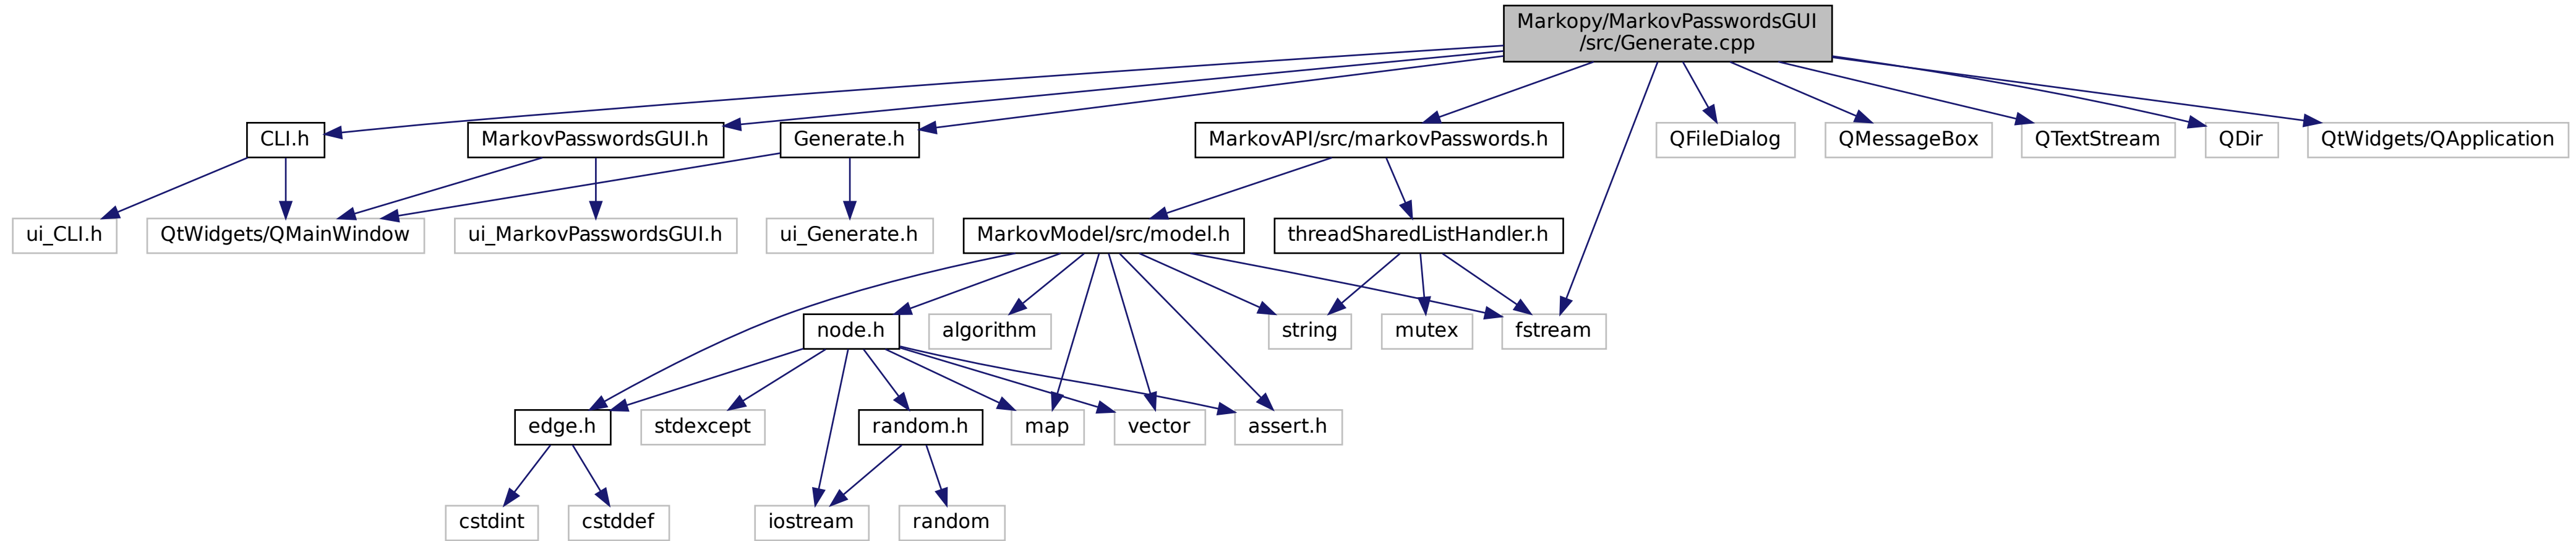 Markopy/MarkovPasswordsGUI
/src/Generate.cpp
CLI.h
MarkovPasswordsGUI.h
Generate.h
MarkovAPI/src/markovPasswords.h
QFileDialog
QMessageBox
QTextStream
QDir
QtWidgets/QApplication
ui_CLI.h
QtWidgets/QMainWindow
ui_MarkovPasswordsGUI.h
ui_Generate.h
MarkovModel/src/model.h
threadSharedListHandler.h
node.h
algorithm
string
mutex
fstream
edge.h
stdexcept
random.h
map
vector
assert.h
cstdint
cstddef
iostream
random